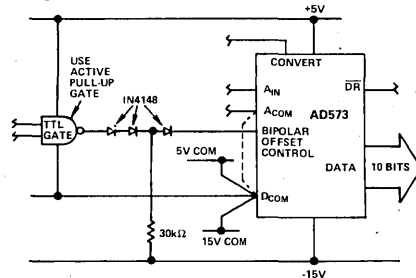 +5V
USE
ACTIVE
PULL-UP
GATE
CONVERT
IN4148
AIN
DR
TTL
GATE
ACOM
AD573
BIPOLAR
OFFSET
CONTROL
5V COM
DATA
10 BITS
DCOM
30kΩ
15V COM
-15V